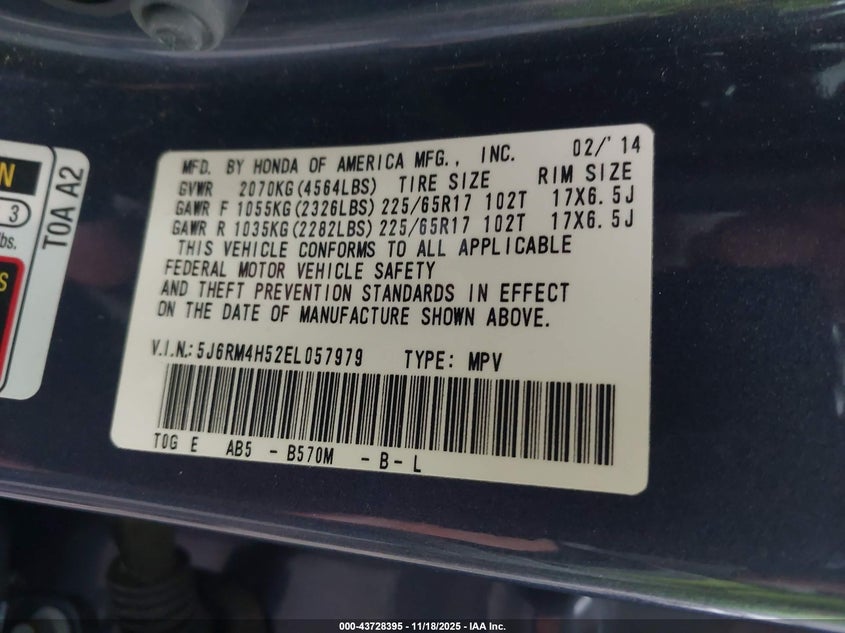 MFD. BY HONDA OF AMERICA MFG., INC. 02/'14
GVWR 2070KG(4564LBS) TIRE SIZE RIM SIZE
GAWR F 1055KG(2326LBS) 225/65R17 102T 17X6.5J
GAWR R 1035KG(2282LBS) 225/65R17 102T 17X6.5J
THIS VEHICLE CONFORMS TO ALL APPLICABLE
FEDERAL MOTOR VEHICLE SAFETY
AND THEFT PREVENTION STANDARDS IN EFFECT
ON THE DATE OF MANUFACTURE SHOWN ABOVE.
V.I.N.: 5J6RM4H52EL057979 TYPE: MPV
T0G E AB5 - B570M - B - L
N
3
lbs.
S
T0A A2
000-43728395 - 11/18/2025 - IAA Inc.